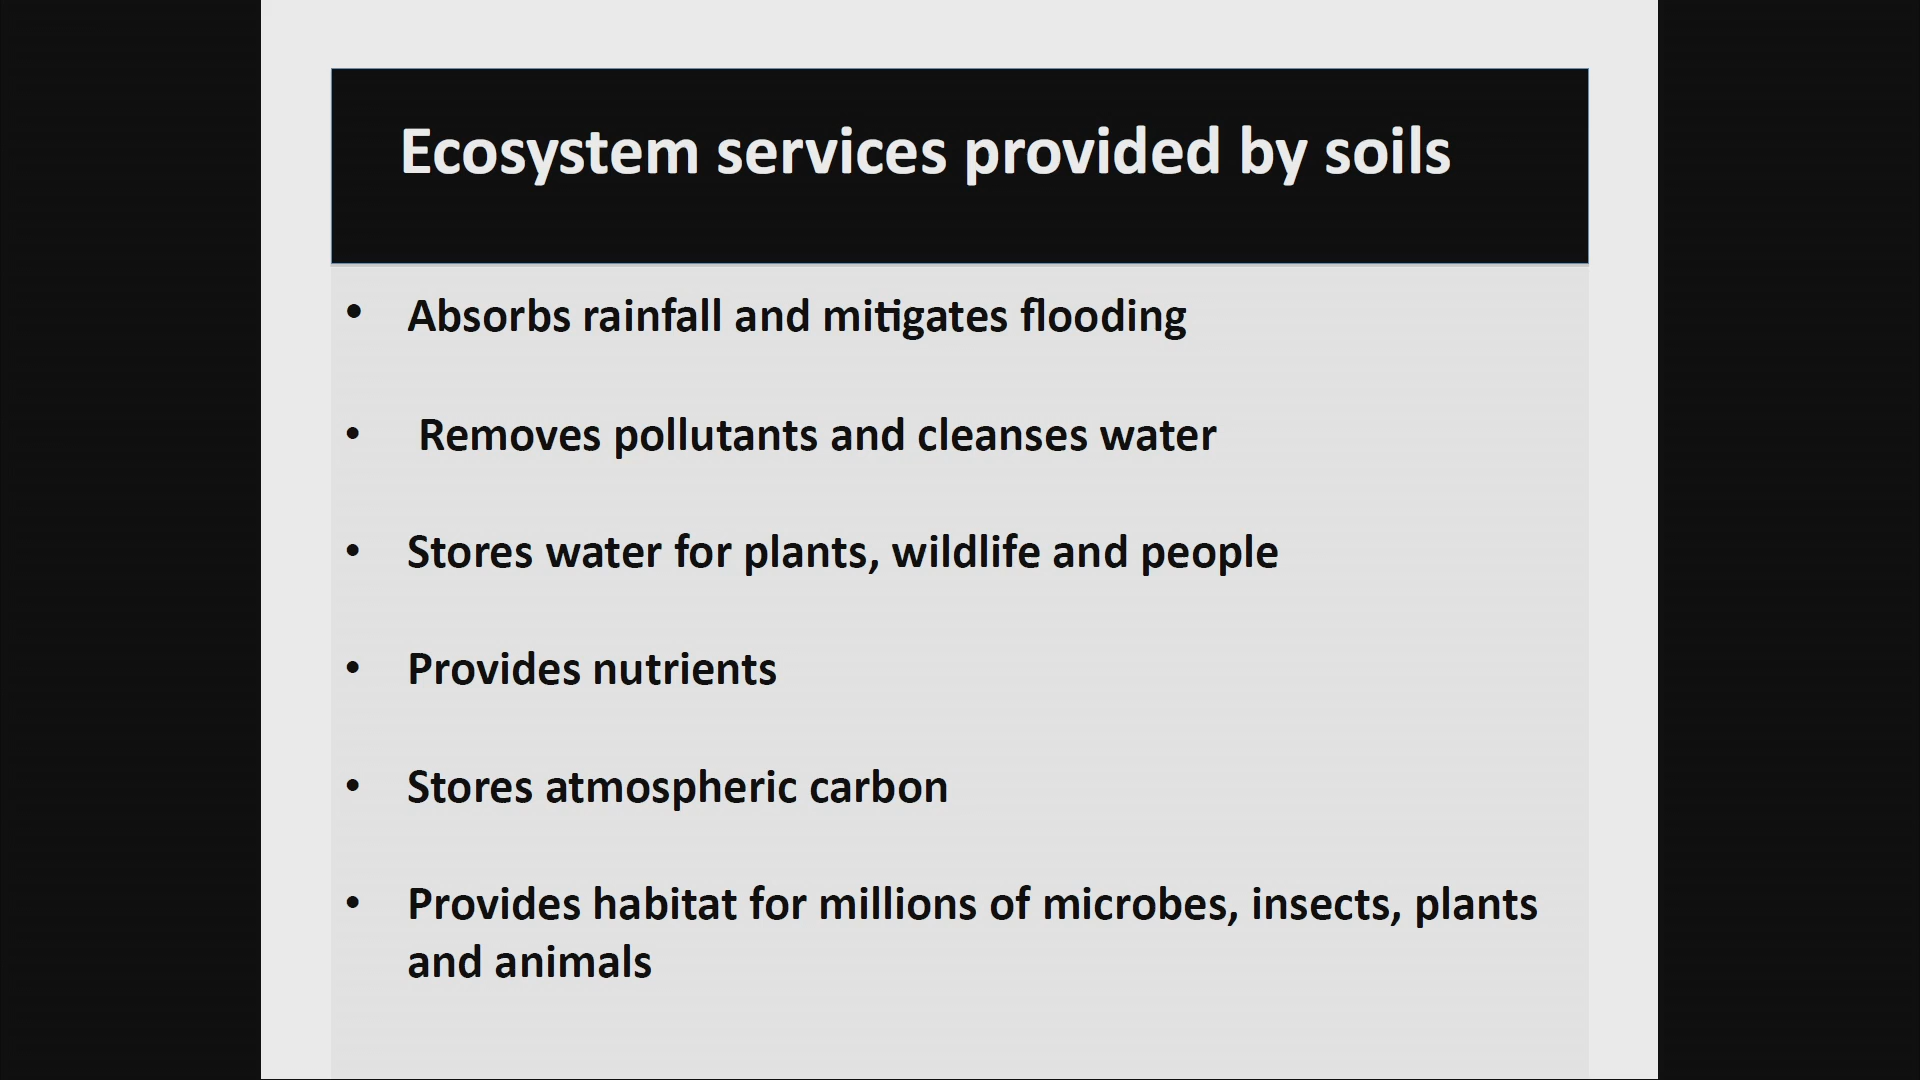 Ecosystem services provided by soils
• Absorbs rainfall and mitigates flooding
• Removes pollutants and cleanses water
• Stores water for plants, wildlife and people
• Provides nutrients
• Stores atmospheric carbon
• Provides habitat for millions of microbes, insects, plants
and animals